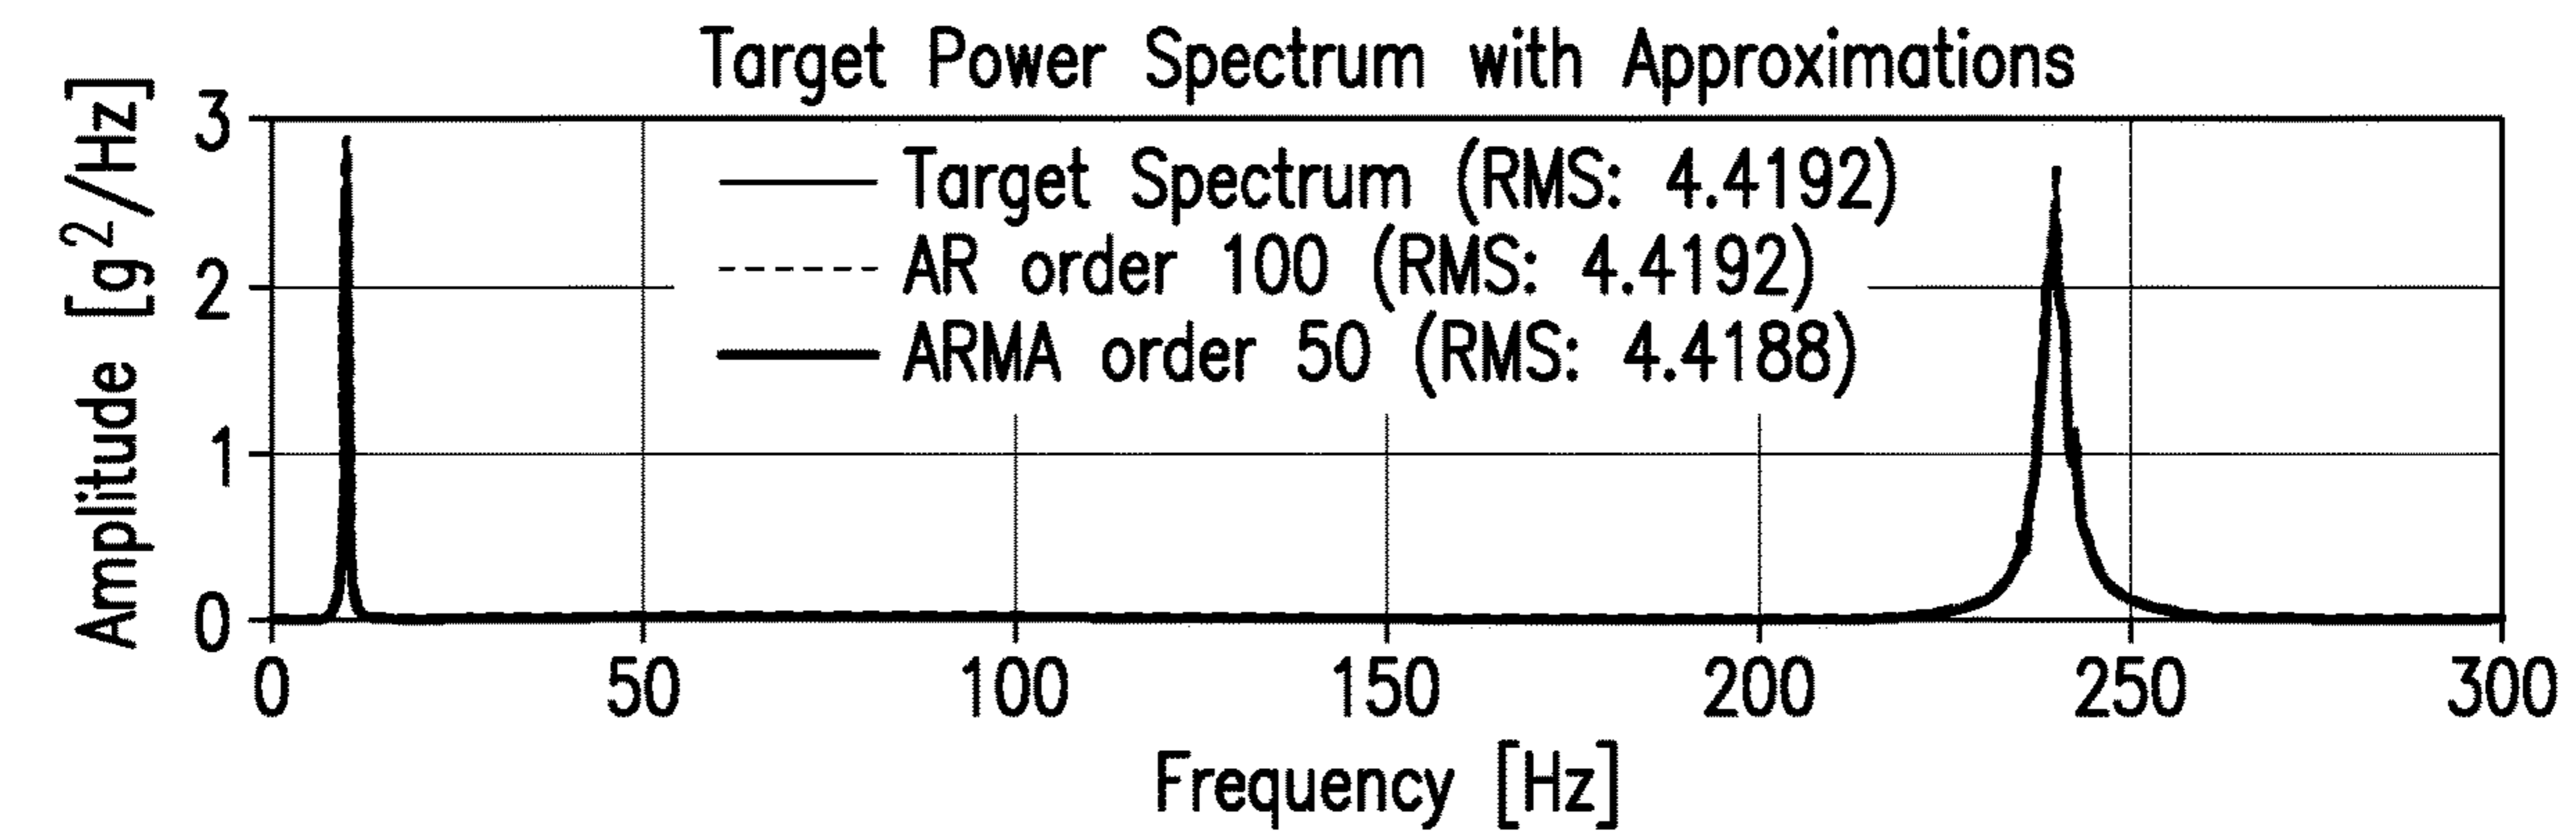 Target Power Spectrum with Approximations
Amplitude [g²/Hz]
3
2
1
0
Target Spectrum (RMS: 4.4192)
AR order 100 (RMS: 4.4192)
ARMA order 50 (RMS: 4.4188)
0 50 100 150 200 250 300
Frequency [Hz]